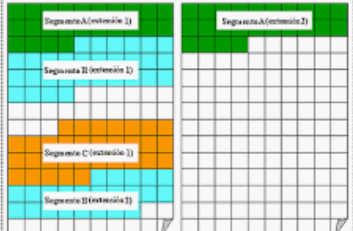 Segmento A (extensión 1)
Segmento B (extensión 1)
Segmento C (extensión 1)
Segmento B (extensión 2)
Segmento A (extensión 2)